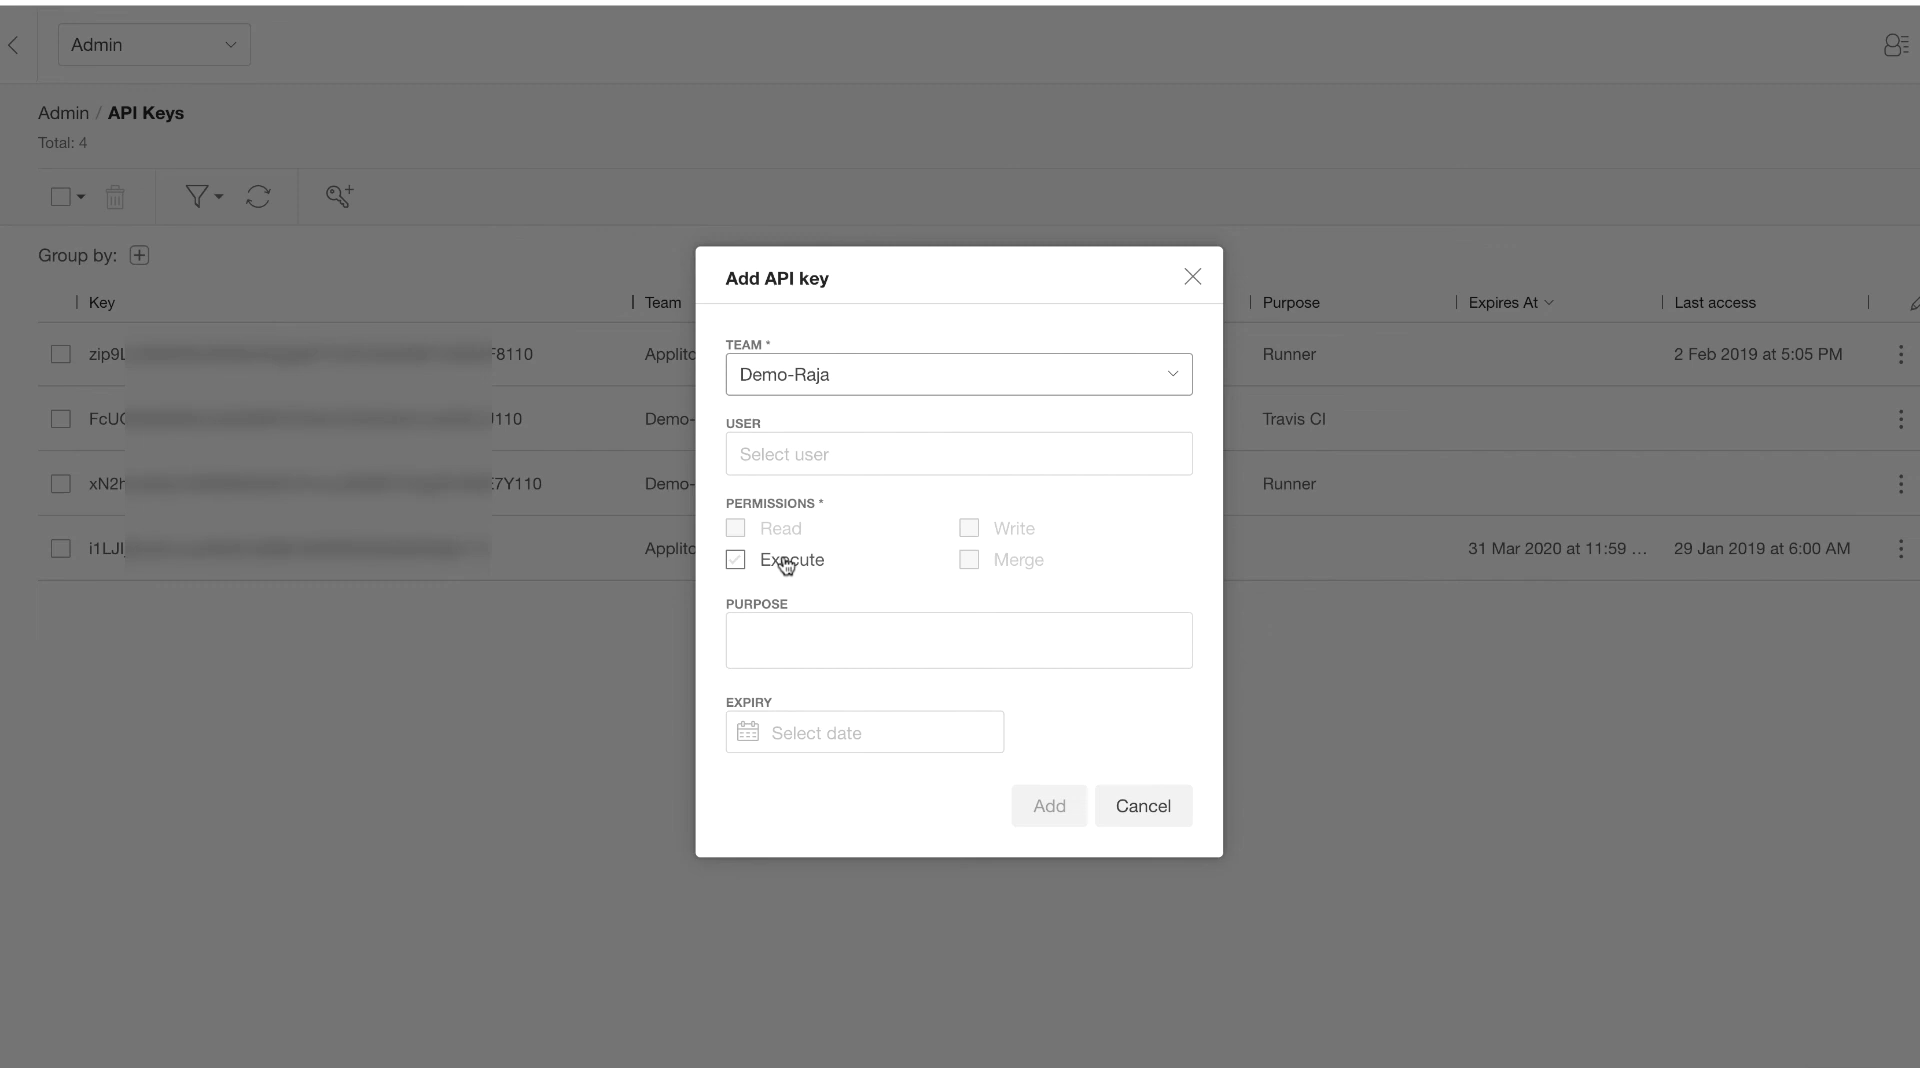 Admin
Admin / API Keys
Total: 4
Group by:
Key
Team
Purpose
Expires At
Last access
zip9L
F8110
Applito
Runner
2 Feb 2019 at 5:05 PM
FcU
110
Demo-
Travis CI
xN2h
7Y110
Demo-
Runner
i1LJl
Applito
31 Mar 2020 at 11:59 ...
29 Jan 2019 at 6:00 AM
Add API key
TEAM *
Demo-Raja
USER
Select user
PERMISSIONS *
Read
Write
Execute
Merge
PURPOSE
EXPIRY
Select date
Add
Cancel